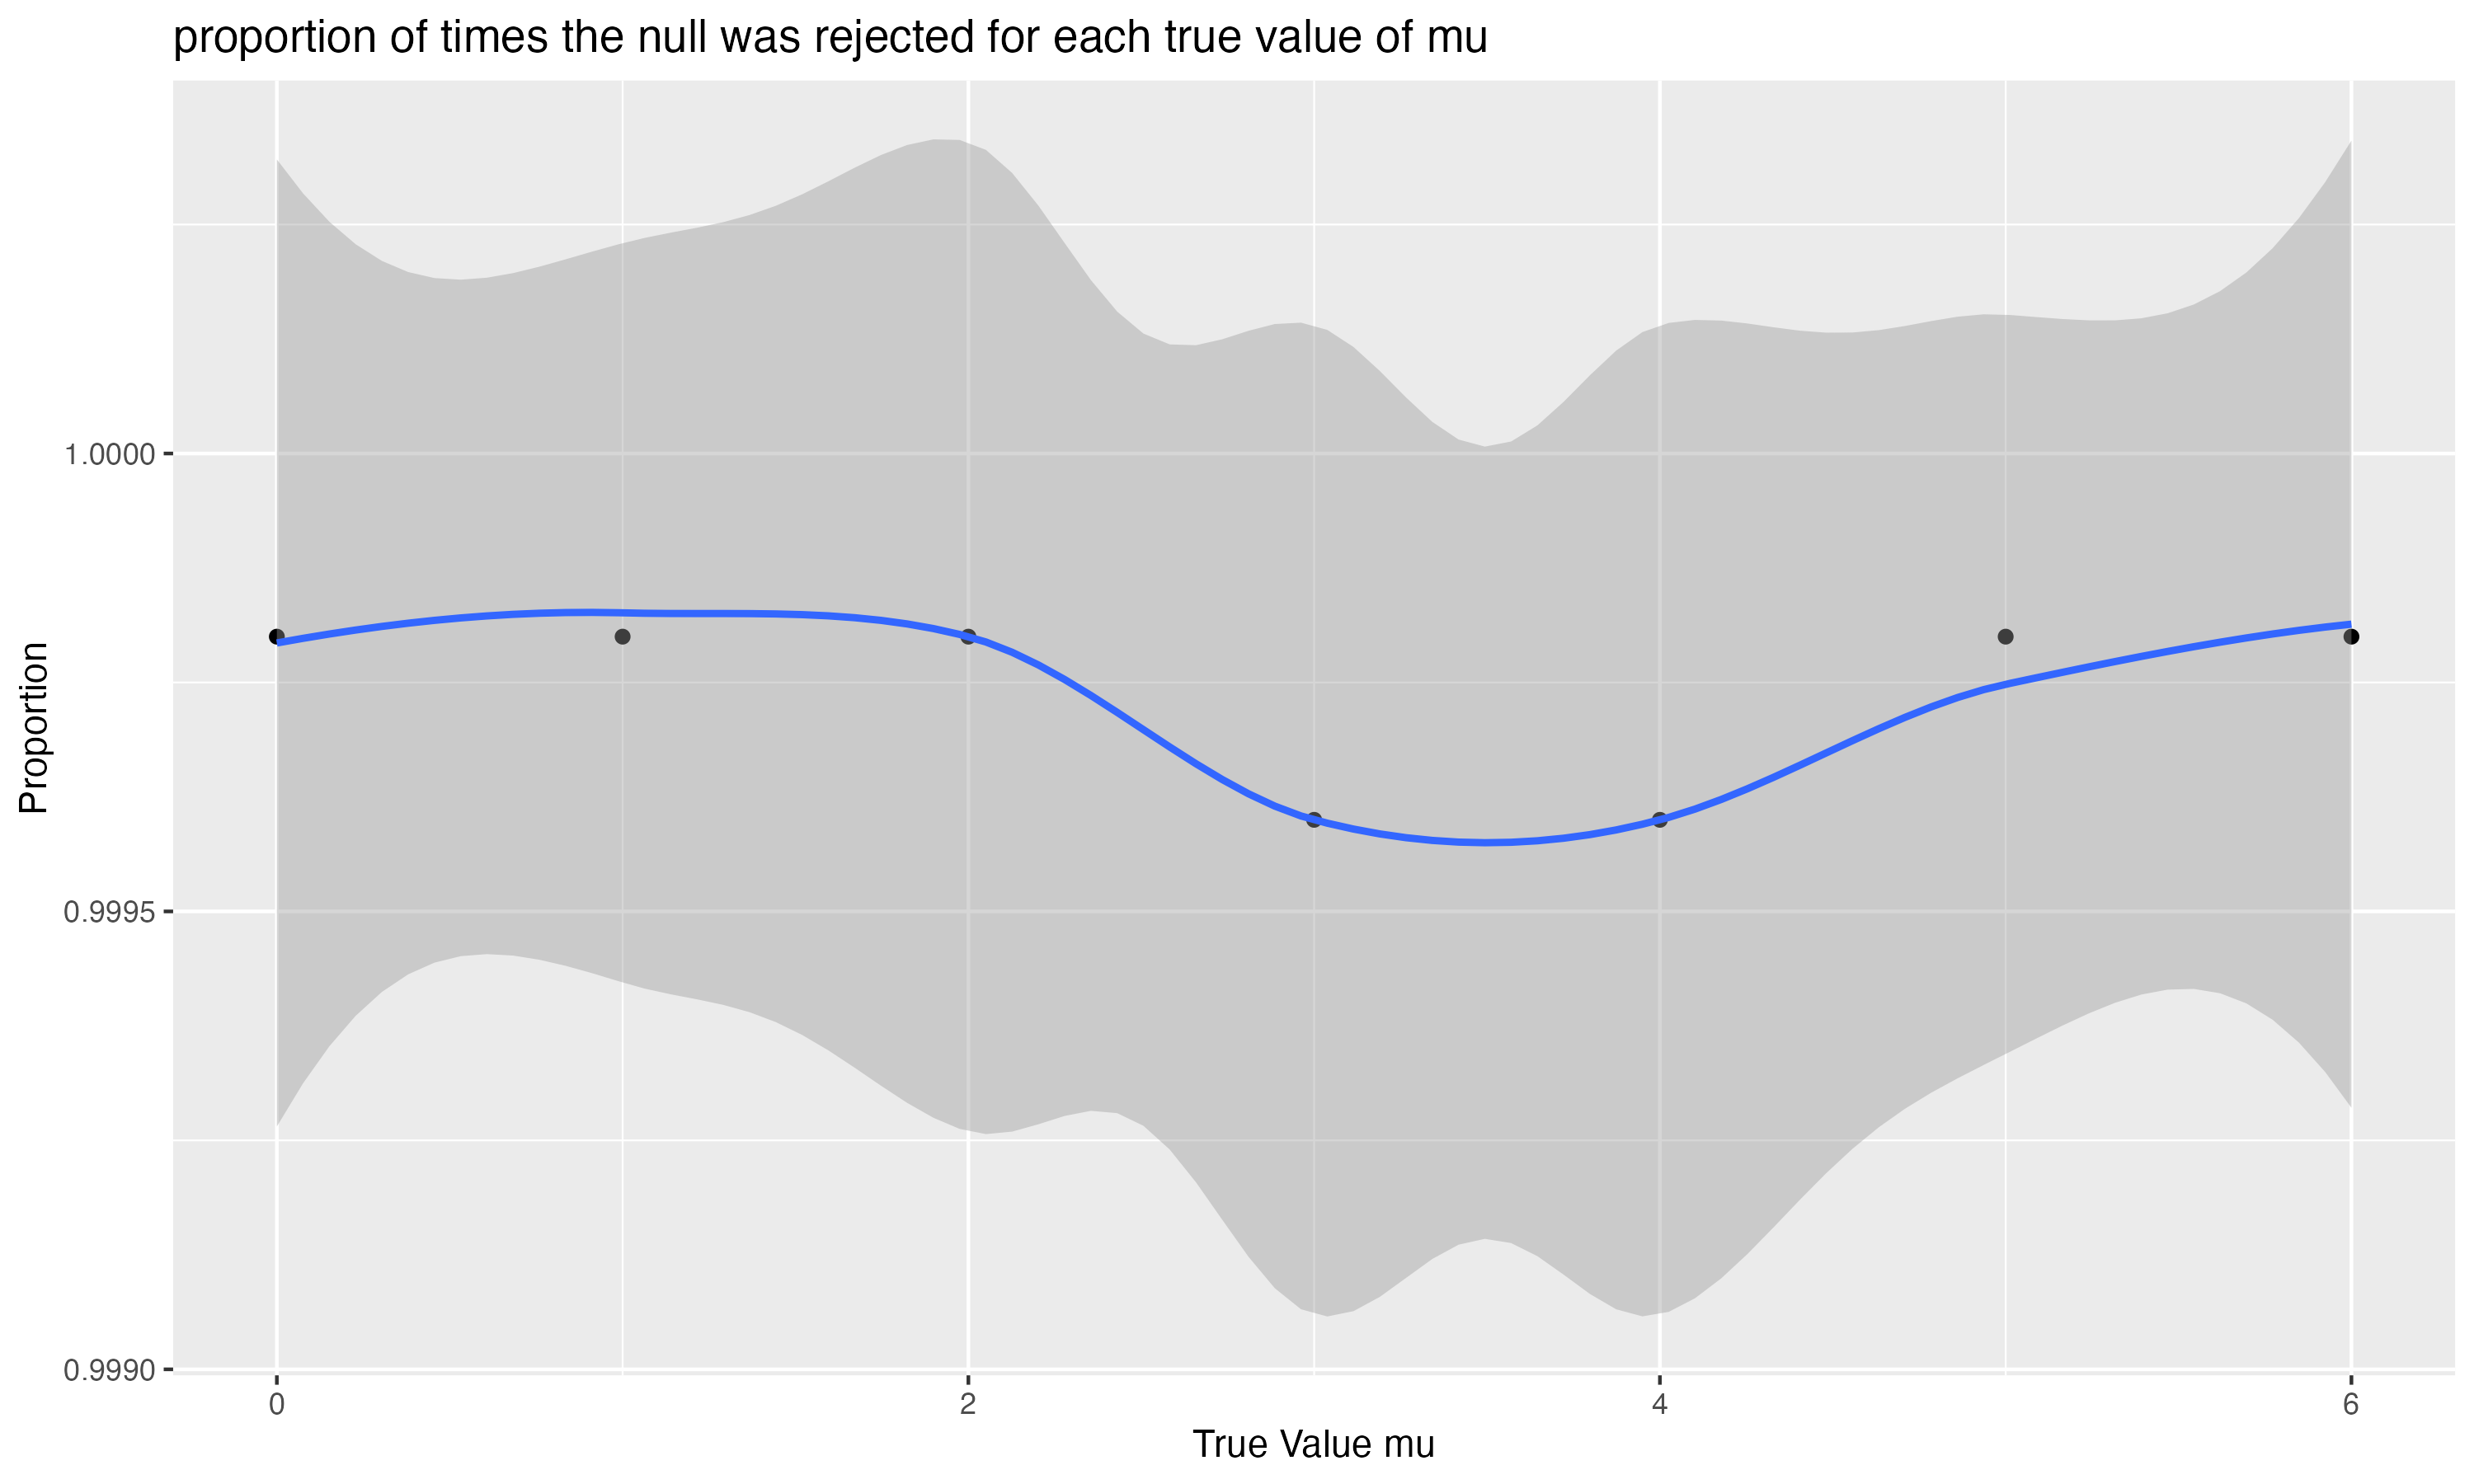 proportion of times the null was rejected for each true value of mu
Proportion
1.0000
0.9995
0.9990
0 2 4 6
True Value mu